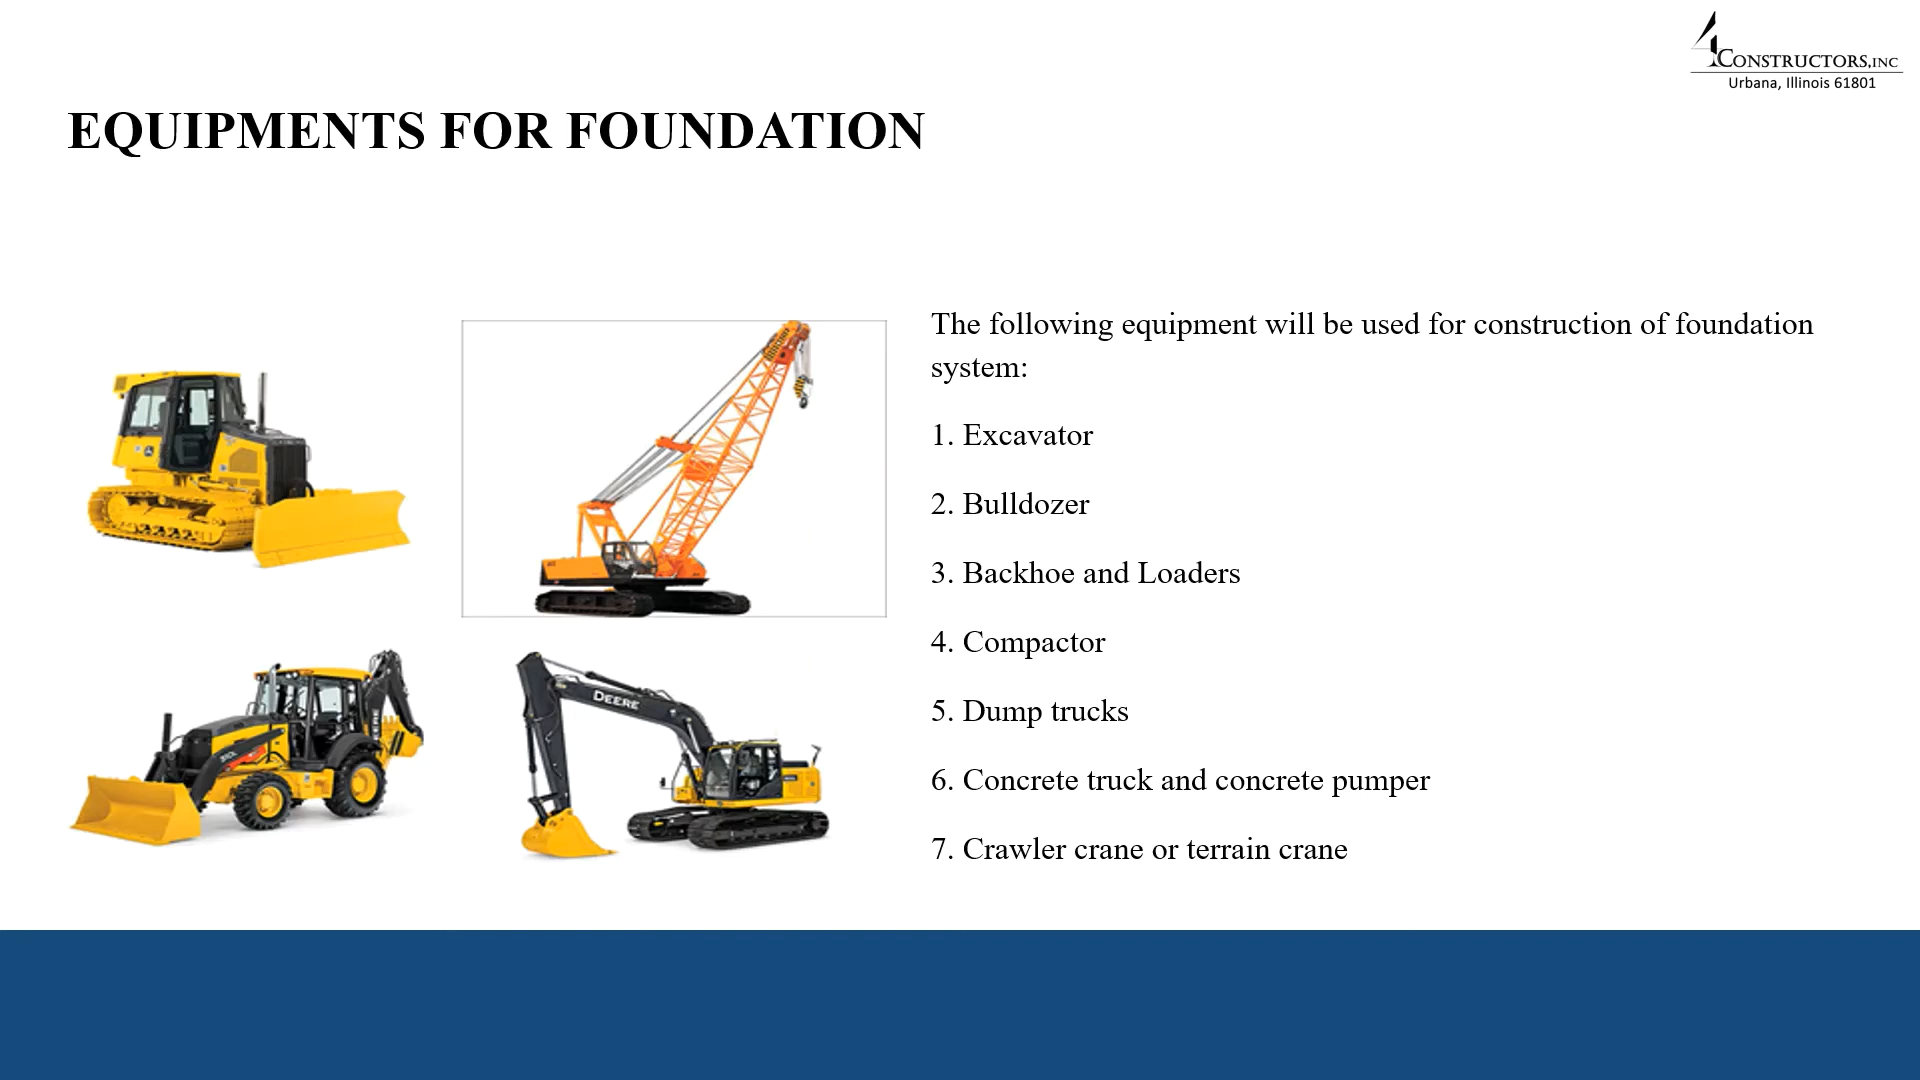 4 CONSTRUCTORS, INC
Urbana, Illinois 61801
EQUIPMENTS FOR FOUNDATION
The following equipment will be used for construction of foundation
system:
1. Excavator
2. Bulldozer
3. Backhoe and Loaders
4. Compactor
5. Dump trucks
6. Concrete truck and concrete pumper
7. Crawler crane or terrain crane
DEERE
DEERE